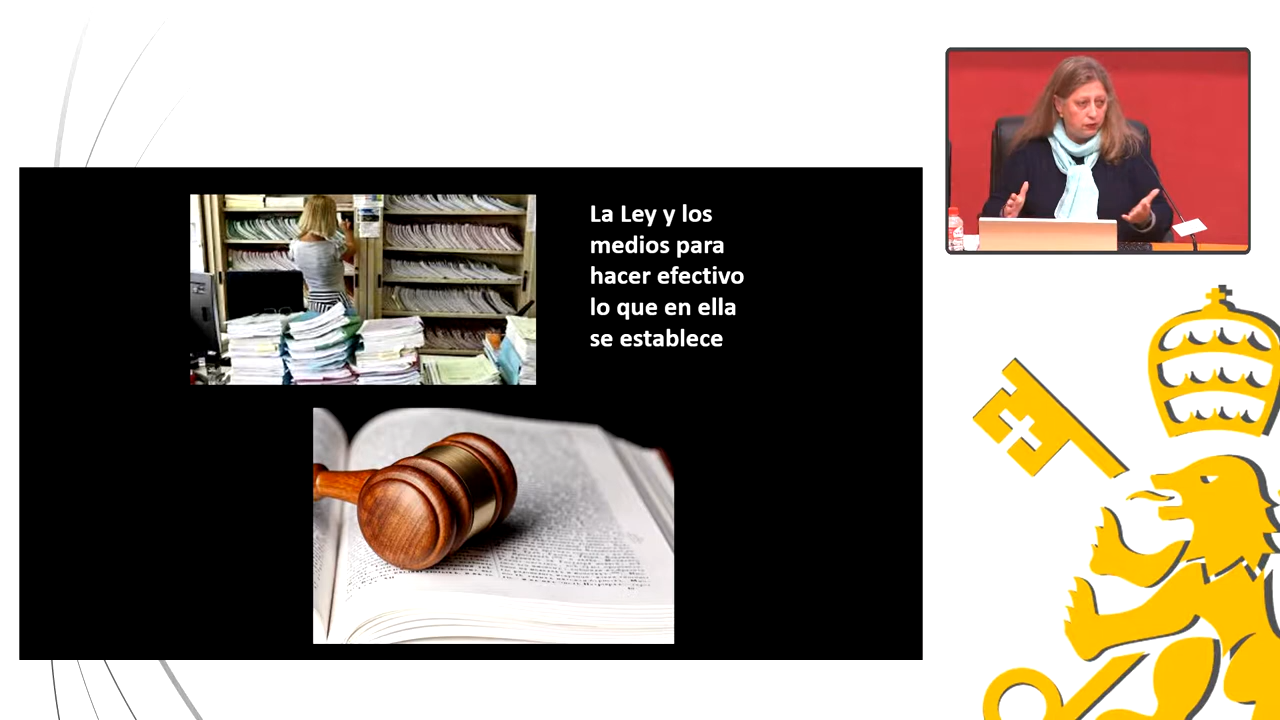 La Ley y los
medios para
hacer efectivo
lo que en ella
se establece